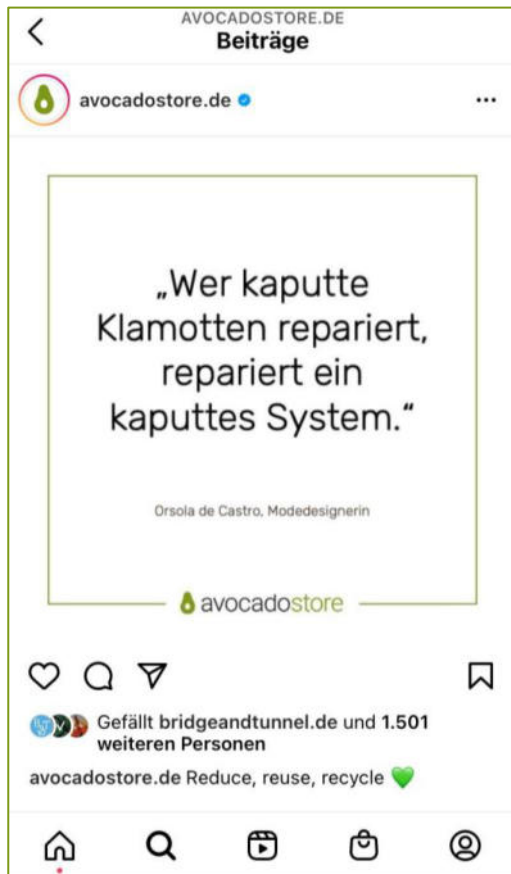 AVOCADOSTORE.DE
Beiträge
avocadostore.de
„Wer kaputte
Klamotten repariert,
repariert ein
kaputtes System.“
Orsola de Castro, Modedesignerin
avocadostore
Gefällt bridgeandtunnel.de und 1.501
weiteren Personen
avocadostore.de Reduce, reuse, recycle 💚